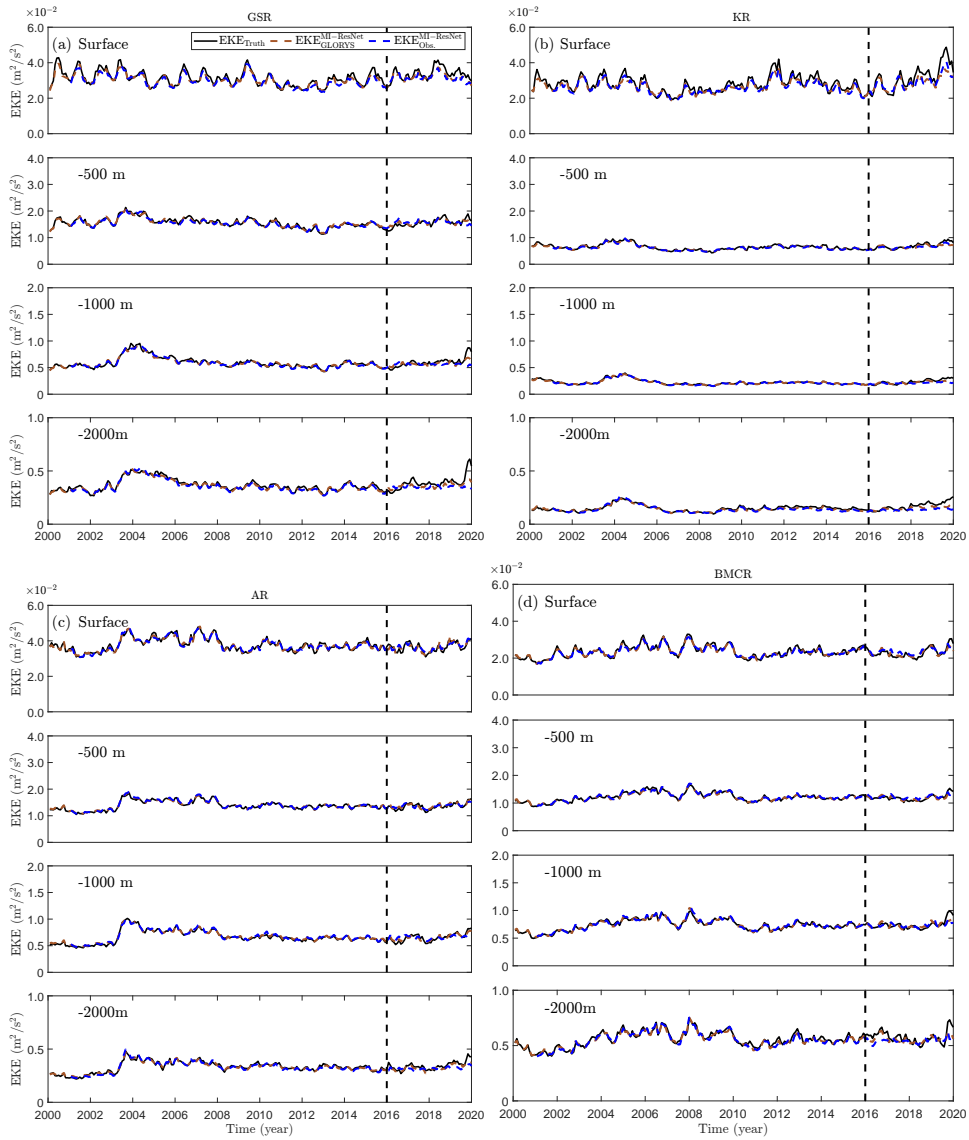 GSR
×10⁻²
6.0
4.0
2.0
0.0
EKE (m²/s²)
(a) Surface
EKE_Truth EKE^MI−ResNet_GLORYS EKE^MI−ResNet_Obs.
4.0
3.0
2.0
1.0
0
EKE (m²/s²)
-500 m
2.0
1.5
1.0
0.5
0
EKE (m²/s²)
-1000 m
1.0
0.5
0
EKE (m²/s²)
-2000m
2000 2002 2004 2006 2008 2010 2012 2014 2016 2018 2020
KR
×10⁻²
6.0
4.0
2.0
0.0
(b) Surface
4.0
3.0
2.0
1.0
0
-500 m
2.0
1.5
1.0
0.5
0
-1000 m
1.0
0.5
0
-2000m
2000 2002 2004 2006 2008 2010 2012 2014 2016 2018 2020
AR
×10⁻²
6.0
4.0
2.0
0.0
EKE (m²/s²)
(c) Surface
4.0
3.0
2.0
1.0
0
EKE (m²/s²)
-500 m
2.0
1.5
1.0
0.5
0
EKE (m²/s²)
-1000 m
1.0
0.5
0
EKE (m²/s²)
-2000m
2000 2002 2004 2006 2008 2010 2012 2014 2016 2018 2020
Time (year)
BMCR
×10⁻²
6.0
4.0
2.0
0.0
(d) Surface
4.0
3.0
2.0
1.0
0
-500 m
2.0
1.5
1.0
0.5
0
-1000 m
1.0
0.5
0
-2000m
2000 2002 2004 2006 2008 2010 2012 2014 2016 2018 2020
Time (year)